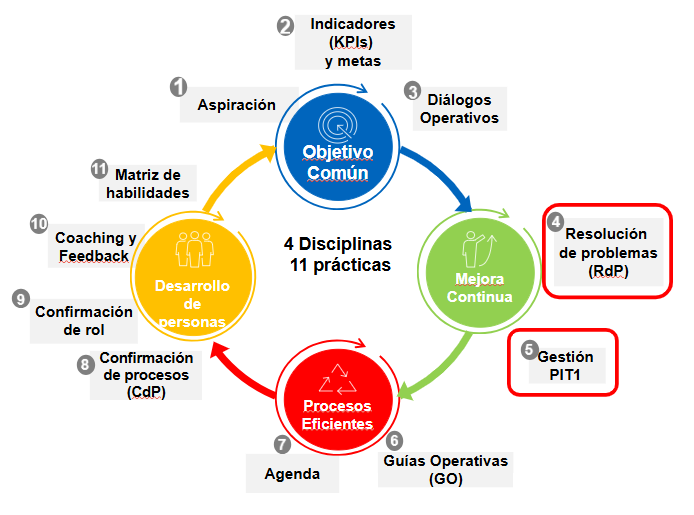 2
Indicadores
(KPIs)
y metas
1
Aspiración
3
Diálogos
Operativos
Objetivo
Común
11
Matriz de
habilidades
10
Coaching y
Feedback
4
Resolución
de problemas
(RdP)
4 Disciplinas
11 prácticas
Desarrollo
de
personas
Mejora
Continua
9
Confirmación
de rol
5
Gestión
PIT1
8
Confirmación
de procesos
(CdP)
Procesos
Eficientes
7
Agenda
6
Guías Operativas
(GO)